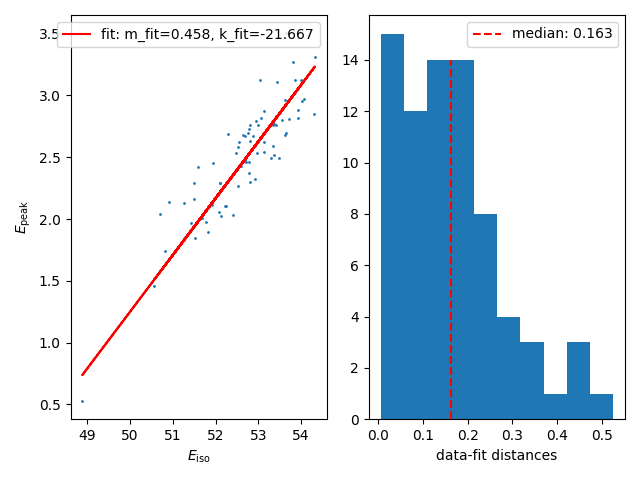 3.5
fit: m_fit=0.458, k_fit=-21.667
3.0
2.5
2.0
1.5
1.0
0.5
E_peak
49 50 51 52 53 54
E_iso
median: 0.163
14
12
10
8
6
4
2
0
0.0 0.1 0.2 0.3 0.4 0.5
data-fit distances